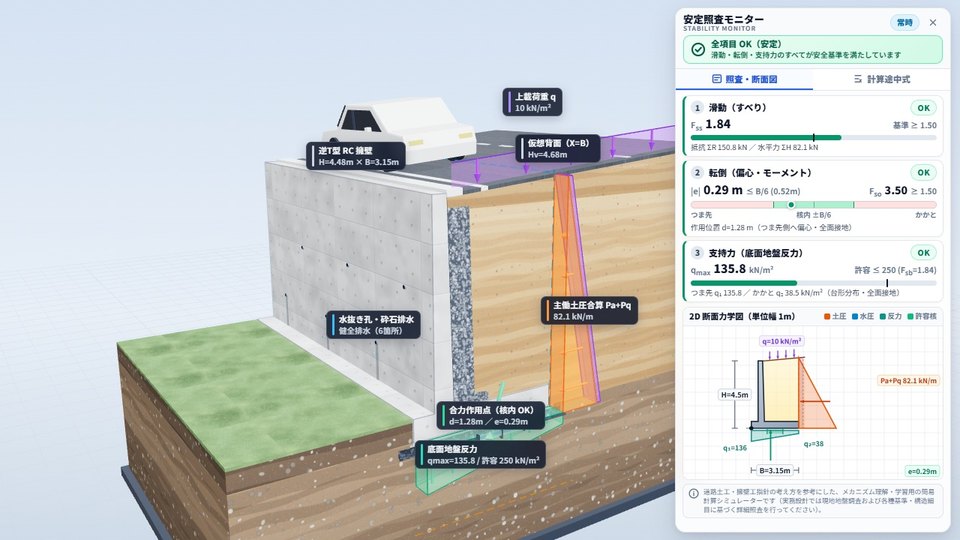 上載荷重 q
10 kN/m²
逆T型 RC 擁壁
H=4.48m × B=3.15m
仮想背面（X=B）
Hv=4.68m
主働土圧合算 Pa+Pq
82.1 kN/m
水抜き孔・砕石排水
健全排水（6箇所）
合力作用点（核内 OK）
d=1.28m ／ e=0.29m
底面地盤反力
qmax=135.8 / 許容 250 kN/m²
安定照査モニター
STABILITY MONITOR
常時
全項目 OK（安定）
滑動・転倒・支持力のすべてが安全基準を満たしています
照査・断面図
計算途中式
1 滑動（すべり）
OK
Fss 1.84
基準 ≥ 1.50
抵抗 ΣR 150.8 kN ／ 水平力 ΣH 82.1 kN
2 転倒（偏心・モーメント）
OK
|e| 0.29 m ≤ B/6 (0.52m)
Fso 3.50 ≥ 1.50
つま先
核内 ±B/6
かかと
作用位置 d=1.28 m（つま先側へ偏心・全面接地）
3 支持力（底面地盤反力）
OK
qmax 135.8 kN/m²
許容 ≤ 250 (Fsb=1.84)
つま先 q₁ 135.8 ／ かかと q₂ 38.5 kN/m²（台形分布・全面接地）
2D 断面力学図（単位幅 1m）
土圧
水圧
反力
許容核
q=10 kN/m²
Pa+Pq 82.1 kN/m
H=4.5m
q₁=136
q₂=38
B=3.15m
e=0.29m
道路土工・擁壁工指針の考え方を参考にした、メカニズム理解・学習用の簡易
計算シミュレーターです（実務設計では現地地盤調査および各種基準・構造細
目に基づく詳細照査を行ってください）。